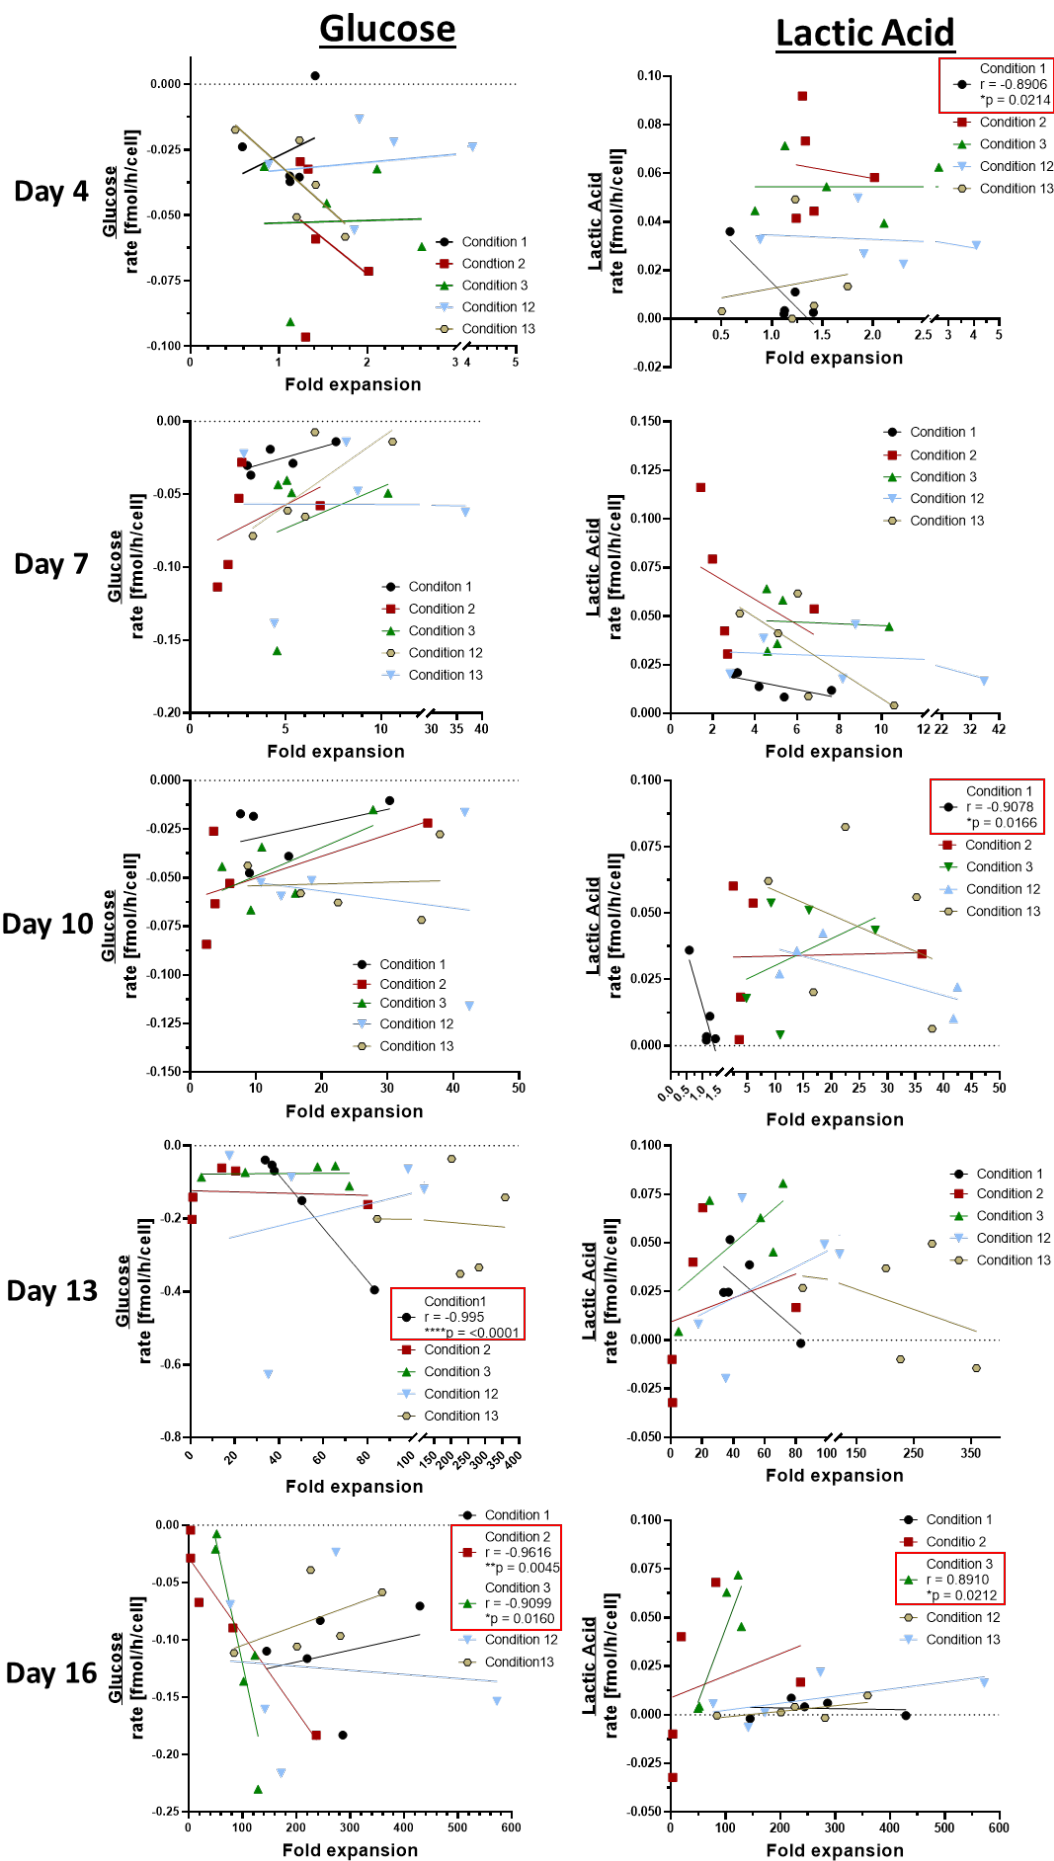 Glucose
Lactic Acid
Day 4
Glucose
rate [fmol/h/cell]
0.000
-0.025
-0.050
-0.075
-0.100
0
1
2
3
4
5
Fold expansion
Condition 1
Condtion 2
Condition 3
Condition 12
Condition 13
Lactic Acid
rate [fmol/h/cell]
0.10
0.08
0.06
0.04
0.02
0.00
-0.02
0.5
1.0
1.5
2.0
2.5
3
4
5
Fold expansion
Condition 1
r = -0.8906
*p = 0.0214
Condition 2
Condition 3
Condition 12
Condition 13
Day 7
Glucose
rate [fmol/h/cell]
0.00
-0.05
-0.10
-0.15
-0.20
0
5
10
30
35
40
Fold expansion
Conditon 1
Condition 2
Condition 3
Condition 12
Condition 13
Lactic Acid
rate [fmol/h/cell]
0.150
0.125
0.100
0.075
0.050
0.025
0.000
0
2
4
6
8
10
12
22
32
42
Fold expansion
Condition 1
Condition 2
Condition 3
Condition 12
Condition 13
Day 10
Glucose
rate [fmol/h/cell]
0.000
-0.025
-0.050
-0.075
-0.100
-0.125
-0.150
0
10
20
30
40
50
Fold expansion
Condition 1
Condition 2
Condition 3
Condition 12
Condition 13
Lactic Acid
rate [fmol/h/cell]
0.100
0.075
0.050
0.025
0.000
0.0
0.5
1.0
1.5
5
10
15
20
25
30
35
40
45
50
Fold expansion
Condition 1
r = -0.9078
*p = 0.0166
Condition 2
Condition 3
Condition 12
Condition 13
Day 13
Glucose
rate [fmol/h/cell]
0.0
-0.2
-0.4
-0.6
-0.8
0
20
40
60
80
100
150
200
250
300
350
400
Fold expansion
Condition1
r = -0.995
****p = <0.0001
Condition 2
Condition 3
Condition 12
Condition 13
Lactic Acid
rate [fmol/h/cell]
0.100
0.075
0.050
0.025
0.000
-0.025
-0.050
0
20
40
60
80
100
150
250
350
Fold expansion
Condition 1
Condition 2
Condition 3
Condition 12
Condition 13
Day 16
Glucose
rate [fmol/h/cell]
0.00
-0.05
-0.10
-0.15
-0.20
-0.25
0
100
200
300
400
500
600
Fold expansion
Condition 1
Condition 2
r = -0.9616
**p = 0.0045
Condition 3
r = -0.9099
*p = 0.0160
Condition 12
Condition13
Lactic Acid
rate [fmol/h/cell]
0.100
0.075
0.050
0.025
0.000
-0.025
-0.050
0
100
200
300
400
500
600
Fold expansion
Condition 1
Conditio 2
Condition 3
r = 0.8910
*p = 0.0212
Condition 12
Condition 13